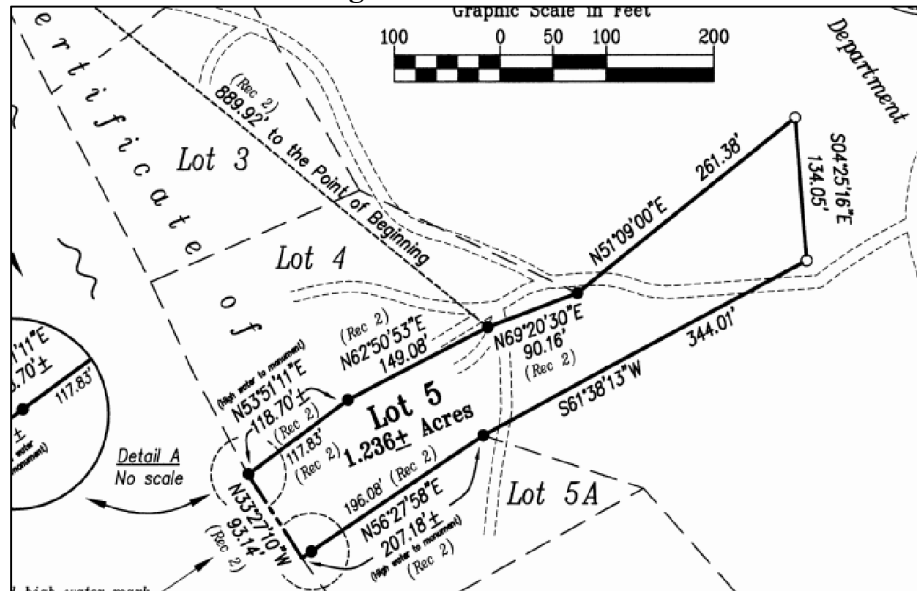 Graphic Scale in Feet
100 0 50 100 200
Department
ertificate of
(Rec 2)
889.92' to the Point of Beginning
Lot 3
Lot 4
261.38'
S04°25'16"E
134.05'
N51°09'00"E
(Rec 2)
N62°50'53"E
149.08'
N69°20'30"E
90.16'
(Rec 2)
344.01'
S61°38'13"W
(High water to monument)
N53°51'11"E
118.70'±
(Rec 2)
117.83'
(Rec 2)
Lot 5
1.236± Acres
1'11"E
.70'±
117.83'
±
Detail A
No scale
N33°27'10"W
93.14'
(Rec 2)
196.08' (Rec 2)
N56°27'58"E
207.18'±
(High water to monument)
(Rec 2)
Lot 5A
high water mark